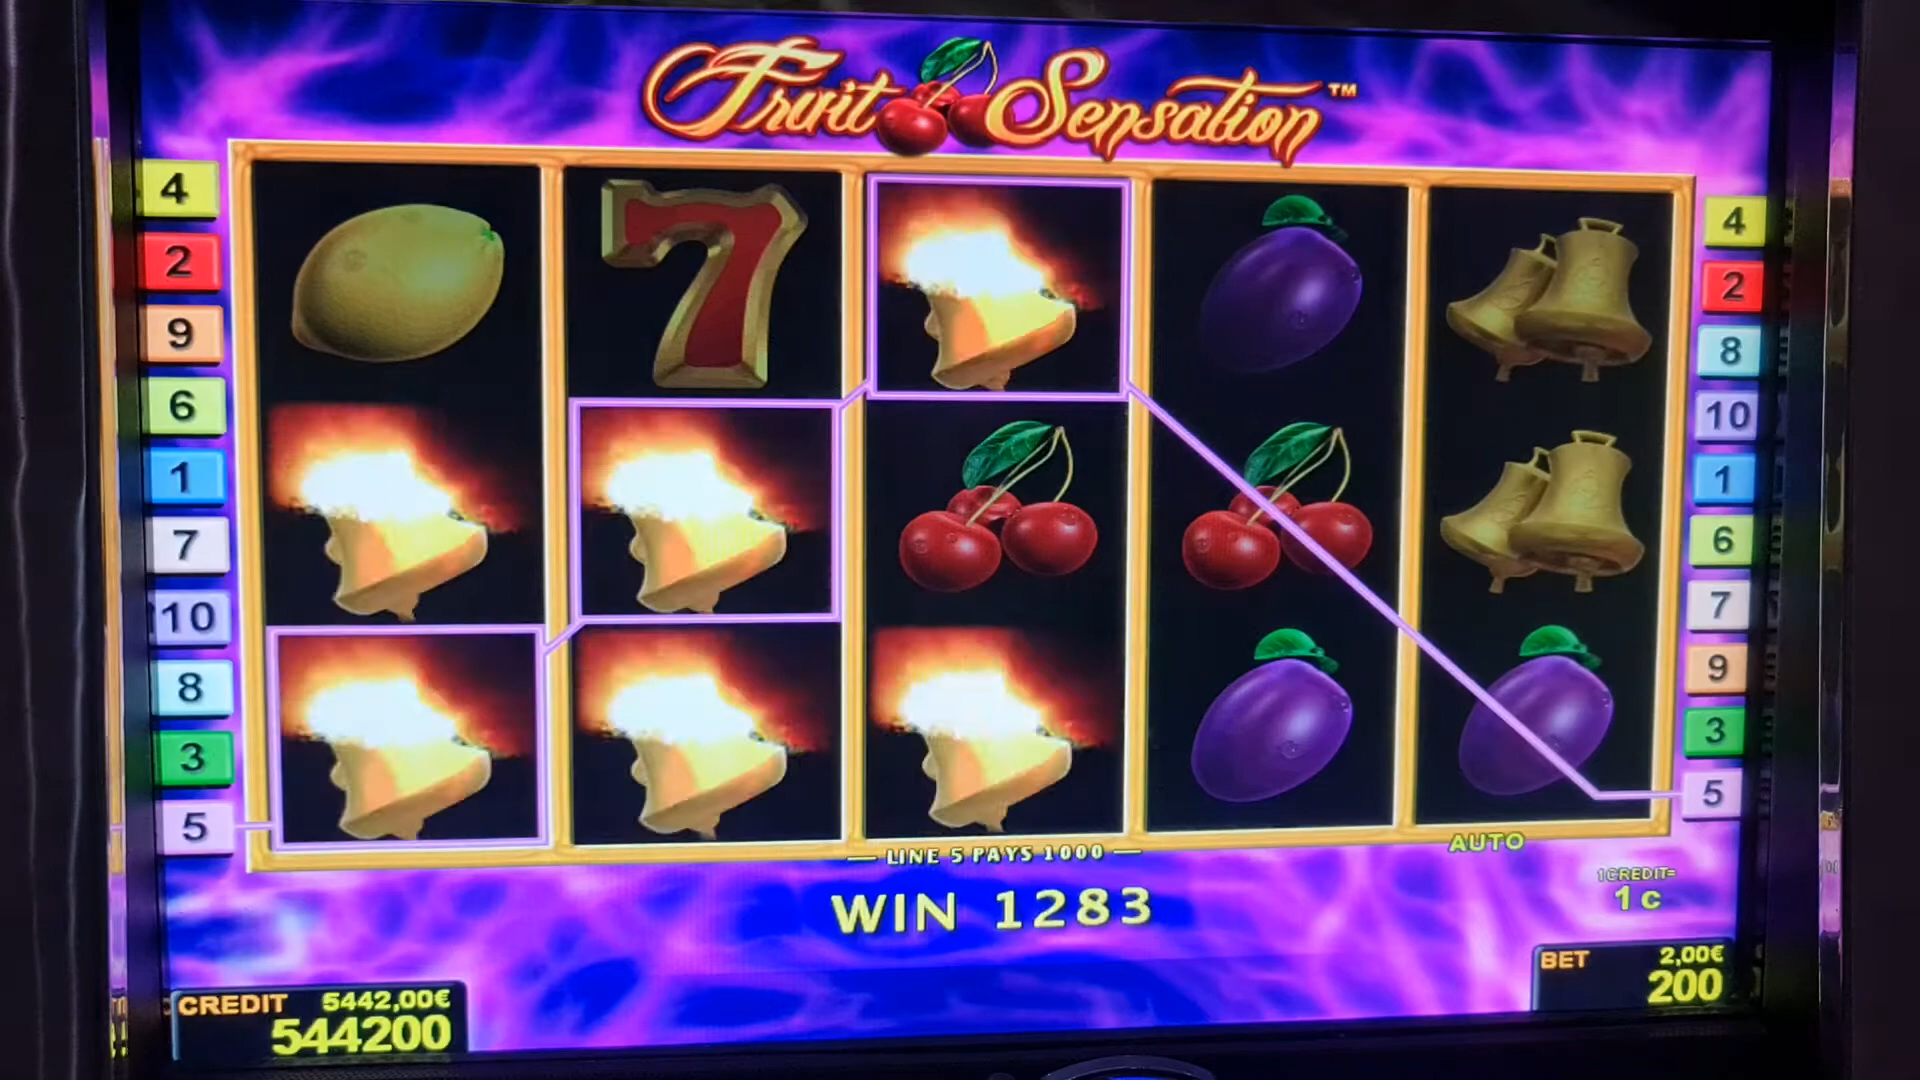 Fruit Sensation™
4
2
9
6
1
7
10
8
3
5
4
2
8
10
1
6
7
9
3
5
7
LINE 5 PAYS 1000
AUTO
WIN 1283
1CREDIT=
1 c
CREDIT 5442,00€
544200
BET 2,00€
200